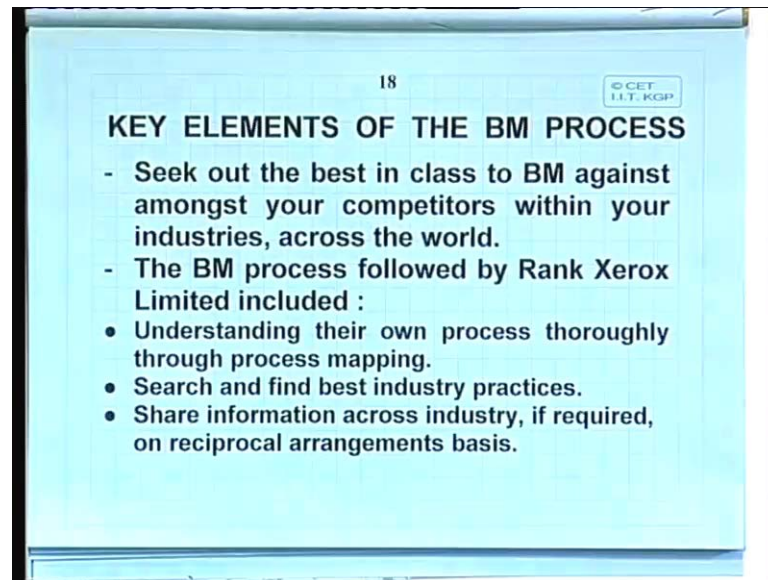 18
© CET
I.I.T. KGP
KEY ELEMENTS OF THE BM PROCESS
- Seek out the best in class to BM against
amongst your competitors within your
industries, across the world.
- The BM process followed by Rank Xerox
Limited included :
● Understanding their own process thoroughly
through process mapping.
● Search and find best industry practices.
● Share information across industry, if required,
on reciprocal arrangements basis.